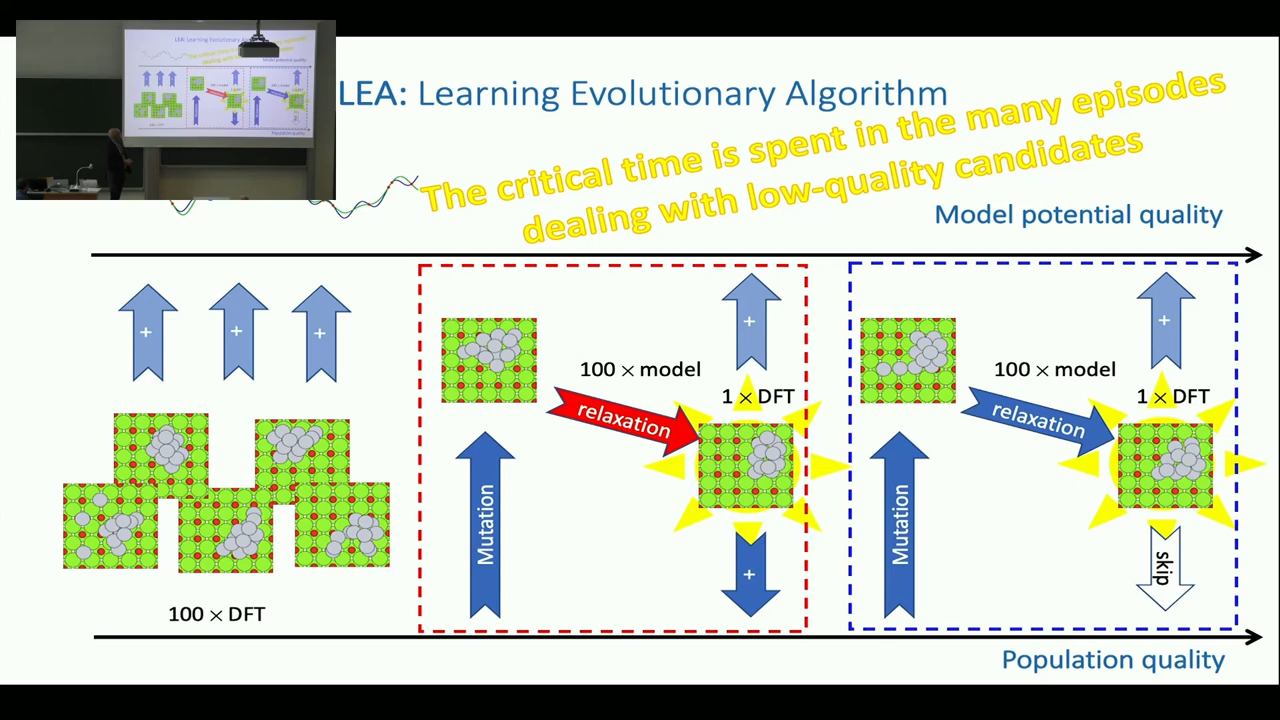 LEA: Learning Evolutionary Algorithm
The critical time is spent in the many episodes
dealing with low-quality candidates
Model potential quality
+
+
+
100 × DFT
Mutation
100 × model
relaxation
+
1 × DFT
+
Mutation
100 × model
relaxation
+
1 × DFT
skip
Population quality